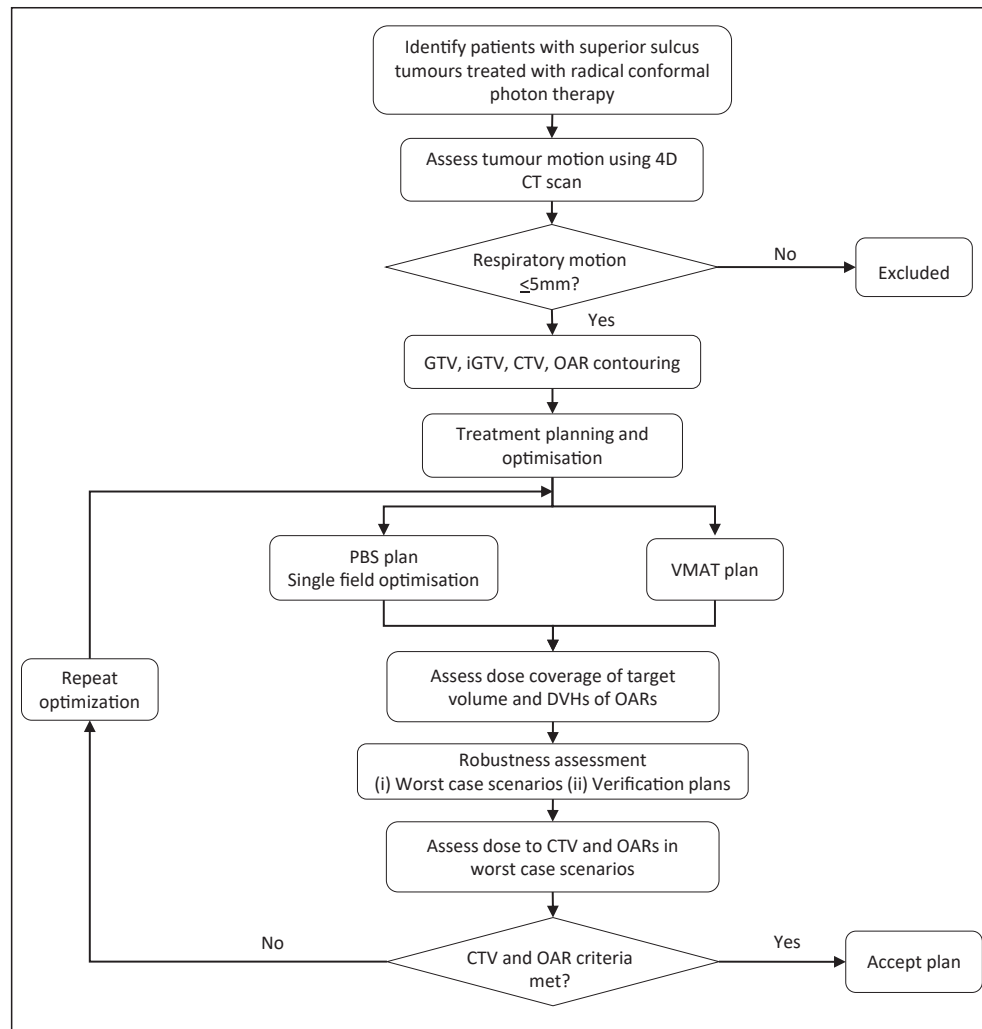 Identify patients with superior sulcus
tumours treated with radical conformal
photon therapy
Assess tumour motion using 4D
CT scan
Respiratory motion
≤5mm?
No
Excluded
Yes
GTV, iGTV, CTV, OAR contouring
Treatment planning and
optimisation
PBS plan
Single field optimisation
VMAT plan
Repeat
optimization
Assess dose coverage of target
volume and DVHs of OARs
Robustness assessment
(i) Worst case scenarios (ii) Verification plans
Assess dose to CTV and OARs in
worst case scenarios
No
CTV and OAR criteria
met?
Yes
Accept plan